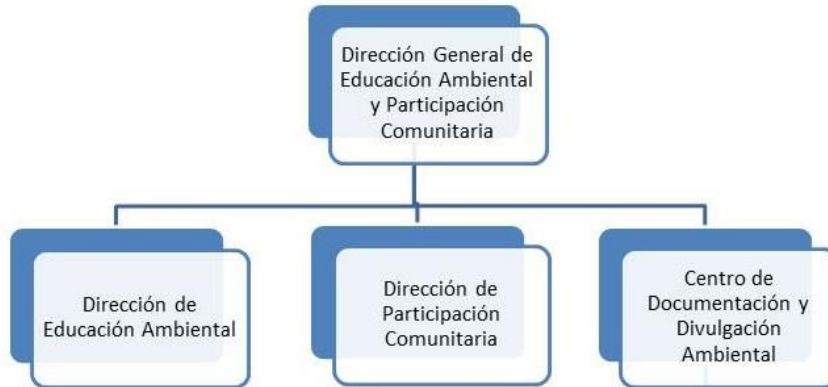 Dirección General de
Educación Ambiental
y Participación
Comunitaria
Dirección de
Educación Ambiental
Dirección de
Participación
Comunitaria
Centro de
Documentación y
Divulgación
Ambiental